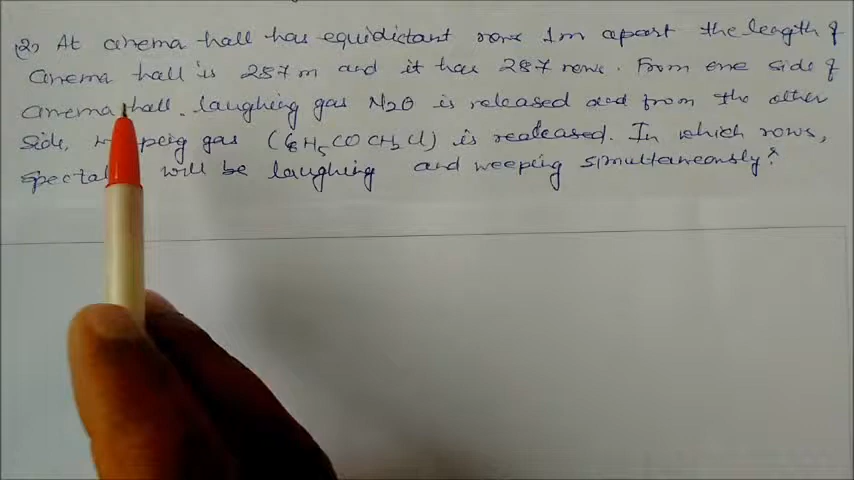 (2) At cinema hall has equidistant rows 1m apart the length of
cinema hall is 287 m and it has 287 rows. From one side of
cinema hall. laughing gas N2O is released and from the other
side, gas (C6H5COCH2Cl) is realeased. In which rows,
will be laughing and weeping simultaneously?